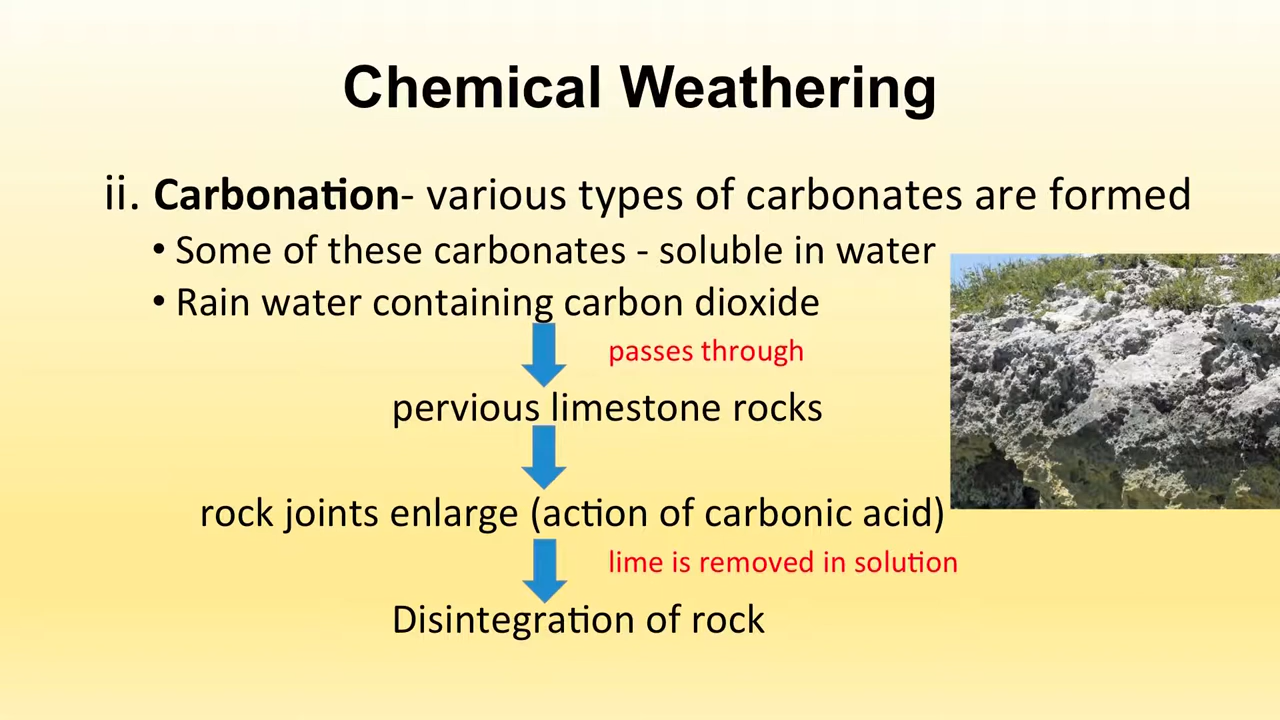 Chemical Weathering
ii. Carbonation- various types of carbonates are formed
• Some of these carbonates - soluble in water
• Rain water containing carbon dioxide
passes through
pervious limestone rocks
rock joints enlarge (action of carbonic acid)
lime is removed in solution
Disintegration of rock